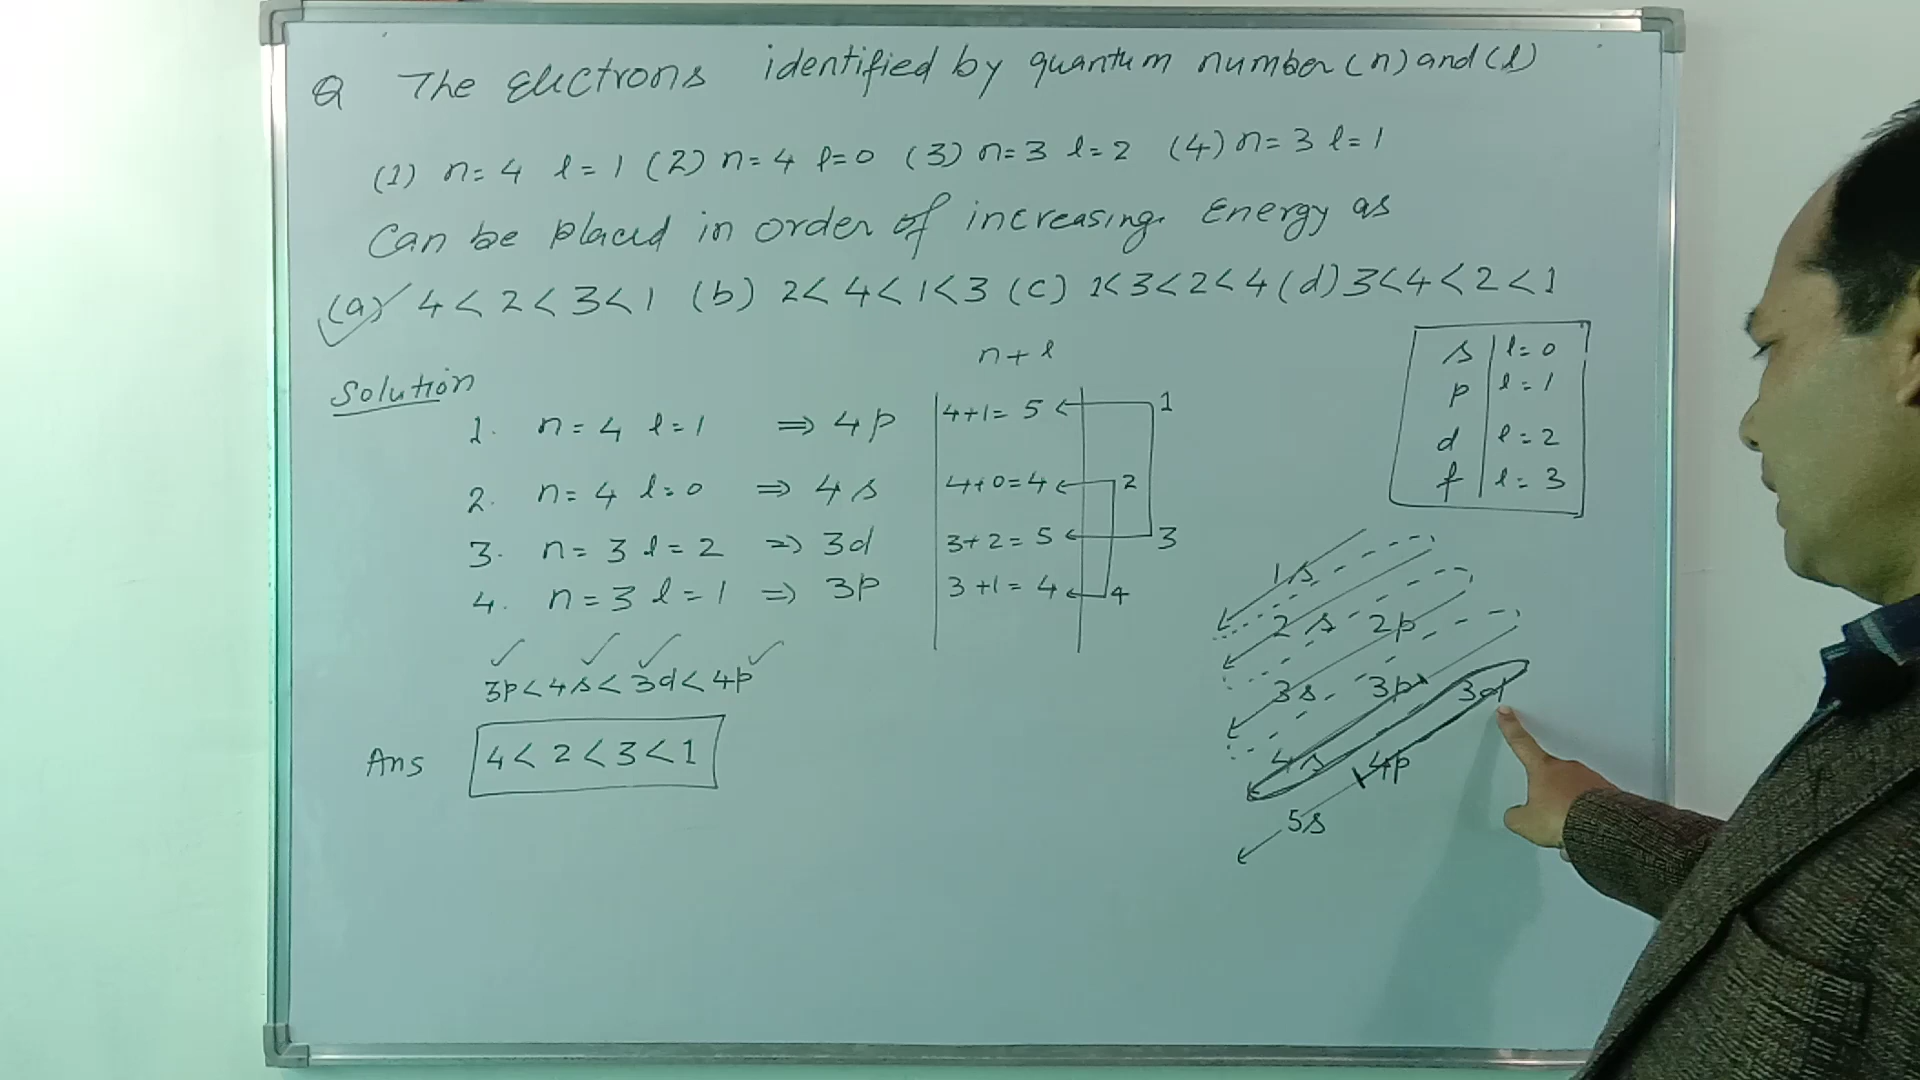 Q The Electrons identified by quantum number (n) and (l)
(1) n=4 l=1 (2) n=4 l=0 (3) n=3 l=2 (4) n=3 l=1
Can be placed in order of increasing Energy as
(a) 4<2<3<1 (b) 2<4<1<3 (c) 1<3<2<4 (d) 3<4<2<1
Solution
n+l
1. n=4 l=1 ⇒ 4p 4+1=5 1
2. n=4 l=0 ⇒ 4s 4+0=4 2
3. n=3 l=2 ⇒ 3d 3+2=5 3
4. n=3 l=1 ⇒ 3p 3+1=4 4
3p<4s<3d<4p
Ans 4<2<3<1
s l=0
p l=1
d l=2
f l=3
1s
2s 2p
3s 3p 3d
4s 4p
5s